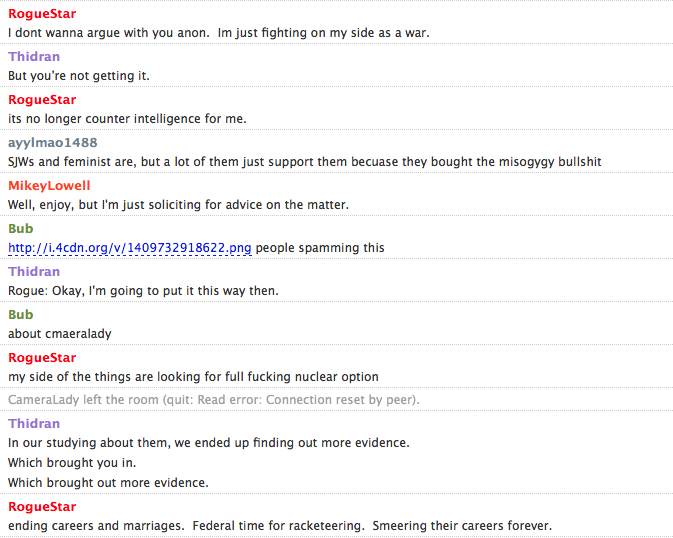 RogueStar
I dont wanna argue with you anon.  Im just fighting on my side as a war.
Thidran
But you're not getting it.
RogueStar
its no longer counter intelligence for me.
ayylmao1488
SJWs and feminist are, but a lot of them just support them becuase they bought the misogygy bullshit
MikeyLowell
Well, enjoy, but I'm just soliciting for advice on the matter.
Bub
http://i.4cdn.org/v/1409732918622.png people spamming this
Thidran
Rogue: Okay, I'm going to put it this way then.
Bub
about cmaeralady
RogueStar
my side of the things are looking for full fucking nuclear option
CameraLady left the room (quit: Read error: Connection reset by peer).
Thidran
In our studying about them, we ended up finding out more evidence.
Which brought you in.
Which brought out more evidence.
RogueStar
ending careers and marriages.  Federal time for racketeering.  Smeering their careers forever.